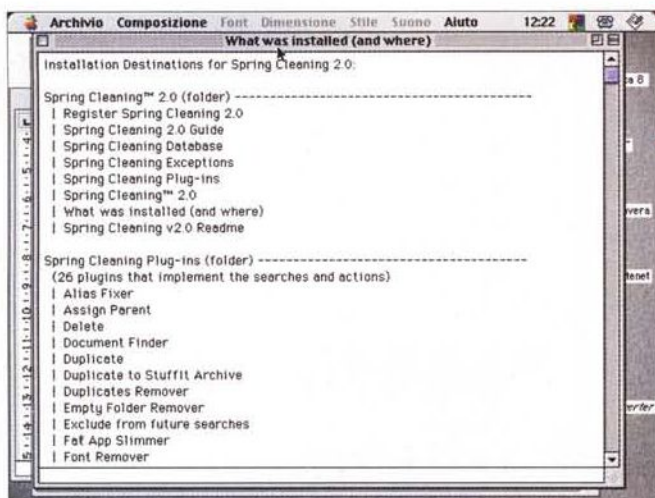 Archivio Composizione Font Dimensione Stile Suono Aiuto 12:22
What was installed (and where)
Installation Destinations for Spring Cleaning 2.0:
Spring Cleaning™ 2.0 (folder) ------------------------------------------------
| Register Spring Cleaning 2.0
| Spring Cleaning 2.0 Guide
| Spring Cleaning Database
| Spring Cleaning Exceptions
| Spring Cleaning Plug-ins
| Spring Cleaning™ 2.0
| What was installed (and where)
| Spring Cleaning v2.0 Readme
Spring Cleaning Plug-ins (folder) -------------------------------------------
(26 plugins that implement the searches and actions)
| Alias Fixer
| Assign Parent
| Delete
| Document Finder
| Duplicate
| Duplicate to StuffIt Archive
| Duplicates Remover
| Empty Folder Remover
| Exclude from future searches
| Fat App Slimmer
| Font Remover